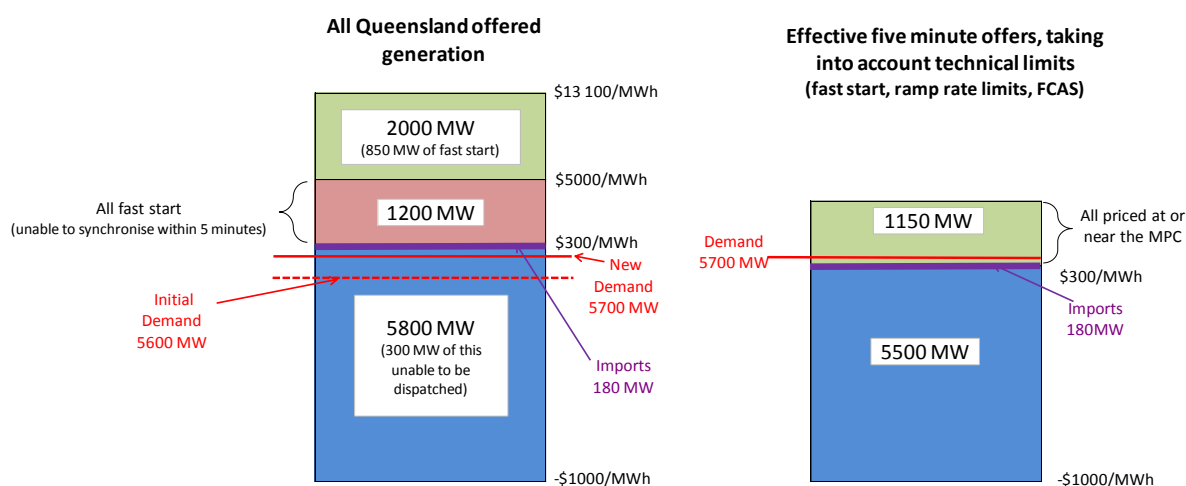 All Queensland offered
generation
$13 100/MWh
2000 MW
(850 MW of fast start)
$5000/MWh
All fast start
(unable to synchronise within 5 minutes)
1200 MW
$300/MWh
New
Demand
5700 MW
Initial
Demand
5600 MW
5800 MW
(300 MW of this
unable to be
dispatched)
Imports
180 MW
-$1000/MWh
Effective five minute offers, taking
into account technical limits
(fast start, ramp rate limits, FCAS)
1150 MW
All priced at or
near the MPC
Demand
5700 MW
$300/MWh
Imports
180MW
5500 MW
-$1000/MWh